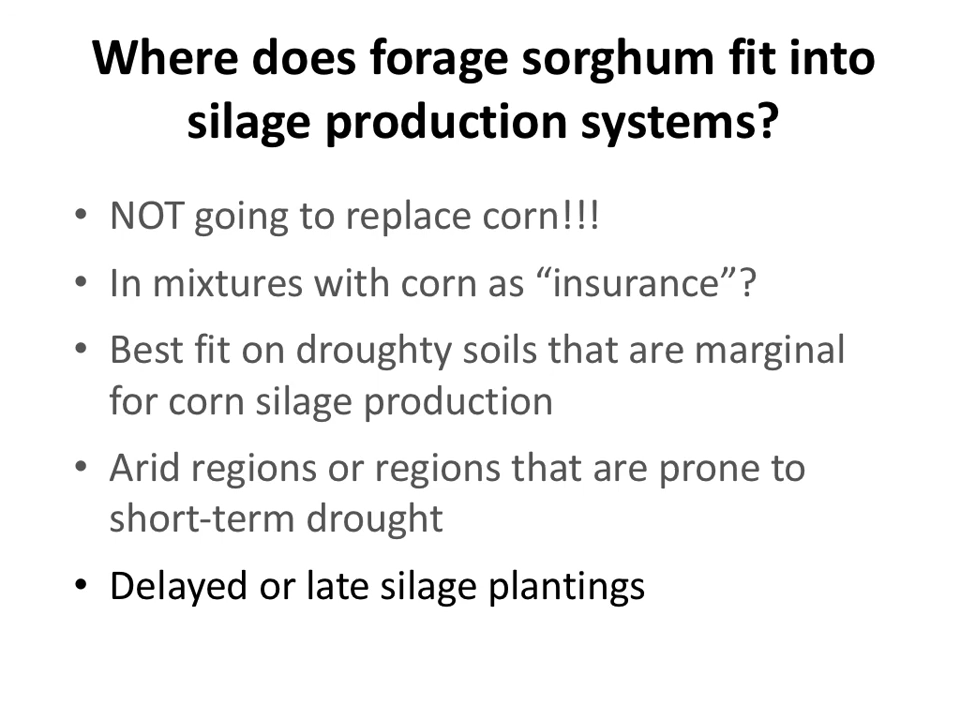 Where does forage sorghum fit into
silage production systems?
• NOT going to replace corn!!!
• In mixtures with corn as “insurance”?
• Best fit on droughty soils that are marginal
for corn silage production
• Arid regions or regions that are prone to
short-term drought
• Delayed or late silage plantings